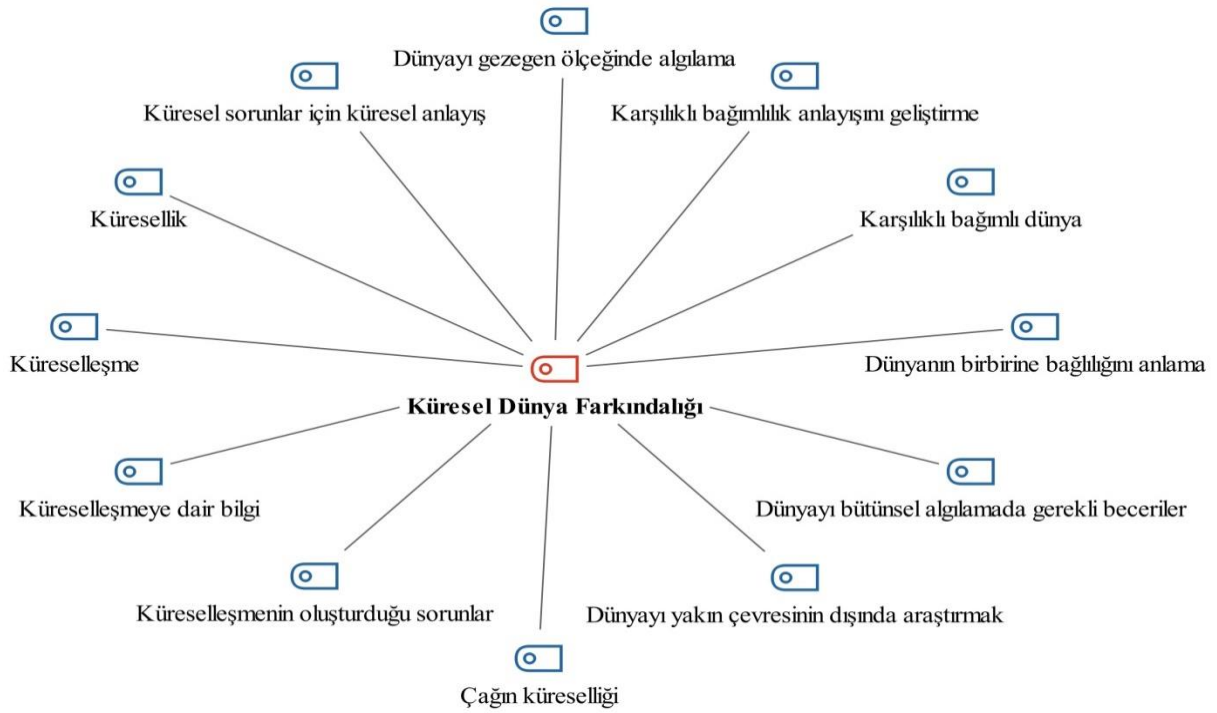 Dünyayı gezegen ölçeğinde algılama
Küresel sorunlar için küresel anlayış
Karşılıklı bağımlılık anlayışını geliştirme
Küresellik
Karşılıklı bağımlı dünya
Küreselleşme
Dünyanın birbirine bağlılığını anlama
Küresel Dünya Farkındalığı
Küreselleşmeye dair bilgi
Dünyayı bütünsel algılamada gerekli beceriler
Küreselleşmenin oluşturduğu sorunlar
Dünyayı yakın çevresinin dışında araştırmak
Çağın küreselliği